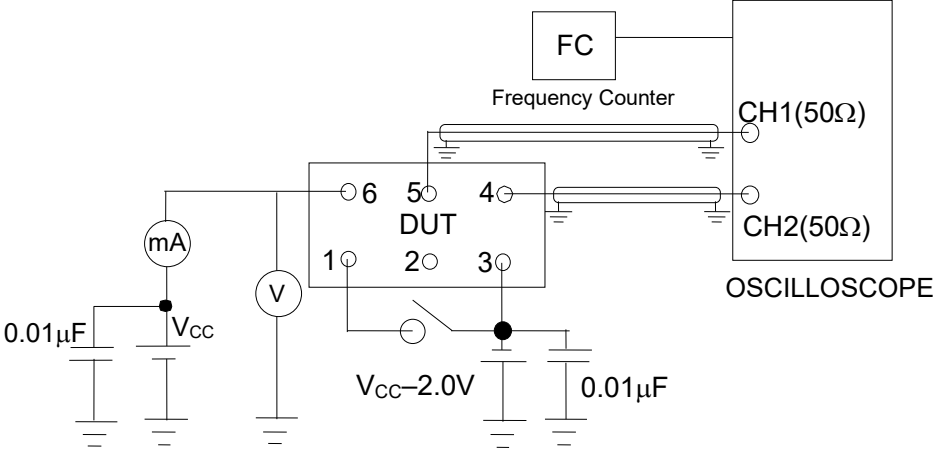 FC
Frequency Counter
CH1(50Ω)
6 5 4
DUT
CH2(50Ω)
mA
1 2 3
V
OSCILLOSCOPE
0.01μF
VCC
VCC–2.0V
0.01μF